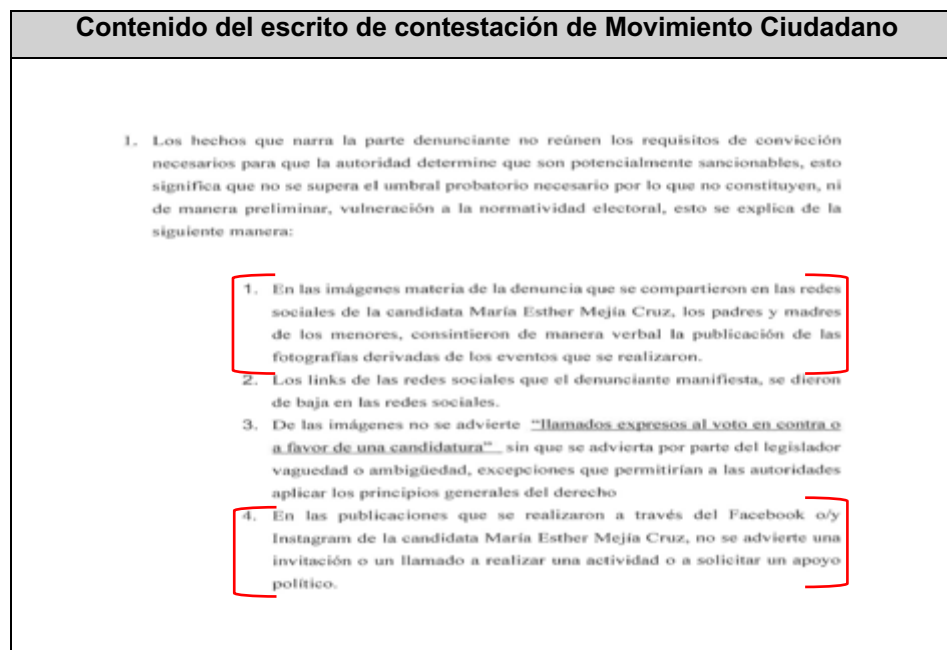 Contenido del escrito de contestación de Movimiento Ciudadano
1. Los hechos que narra la parte denunciante no reúnen los requisitos de convicción
necesarios para que la autoridad determine que son potencialmente sancionables, esto
significa que no se supera el umbral probatorio necesario por lo que no constituyen, ni
de manera preliminar, vulneración a la normatividad electoral, esto se explica de la
siguiente manera:
1. En las imágenes materia de la denuncia que se compartieron en las redes
sociales de la candidata María Esther Mejía Cruz, los padres y madres
de los menores, consintieron de manera verbal la publicación de las
fotografías derivadas de los eventos que se realizaron.
2. Los links de las redes sociales que el denunciante manifiesta, se dieron
de baja en las redes sociales.
3. De las imágenes no se advierte "llamados expresos al voto en contra o
a favor de una candidatura" sin que se advierta por parte del legislador
vaguedad o ambigüedad, excepciones que permitirían a las autoridades
aplicar los principios generales del derecho
4. En las publicaciones que se realizaron a través del Facebook o/y
Instagram de la candidata María Esther Mejía Cruz, no se advierte una
invitación o un llamado a realizar una actividad o a solicitar un apoyo
político.